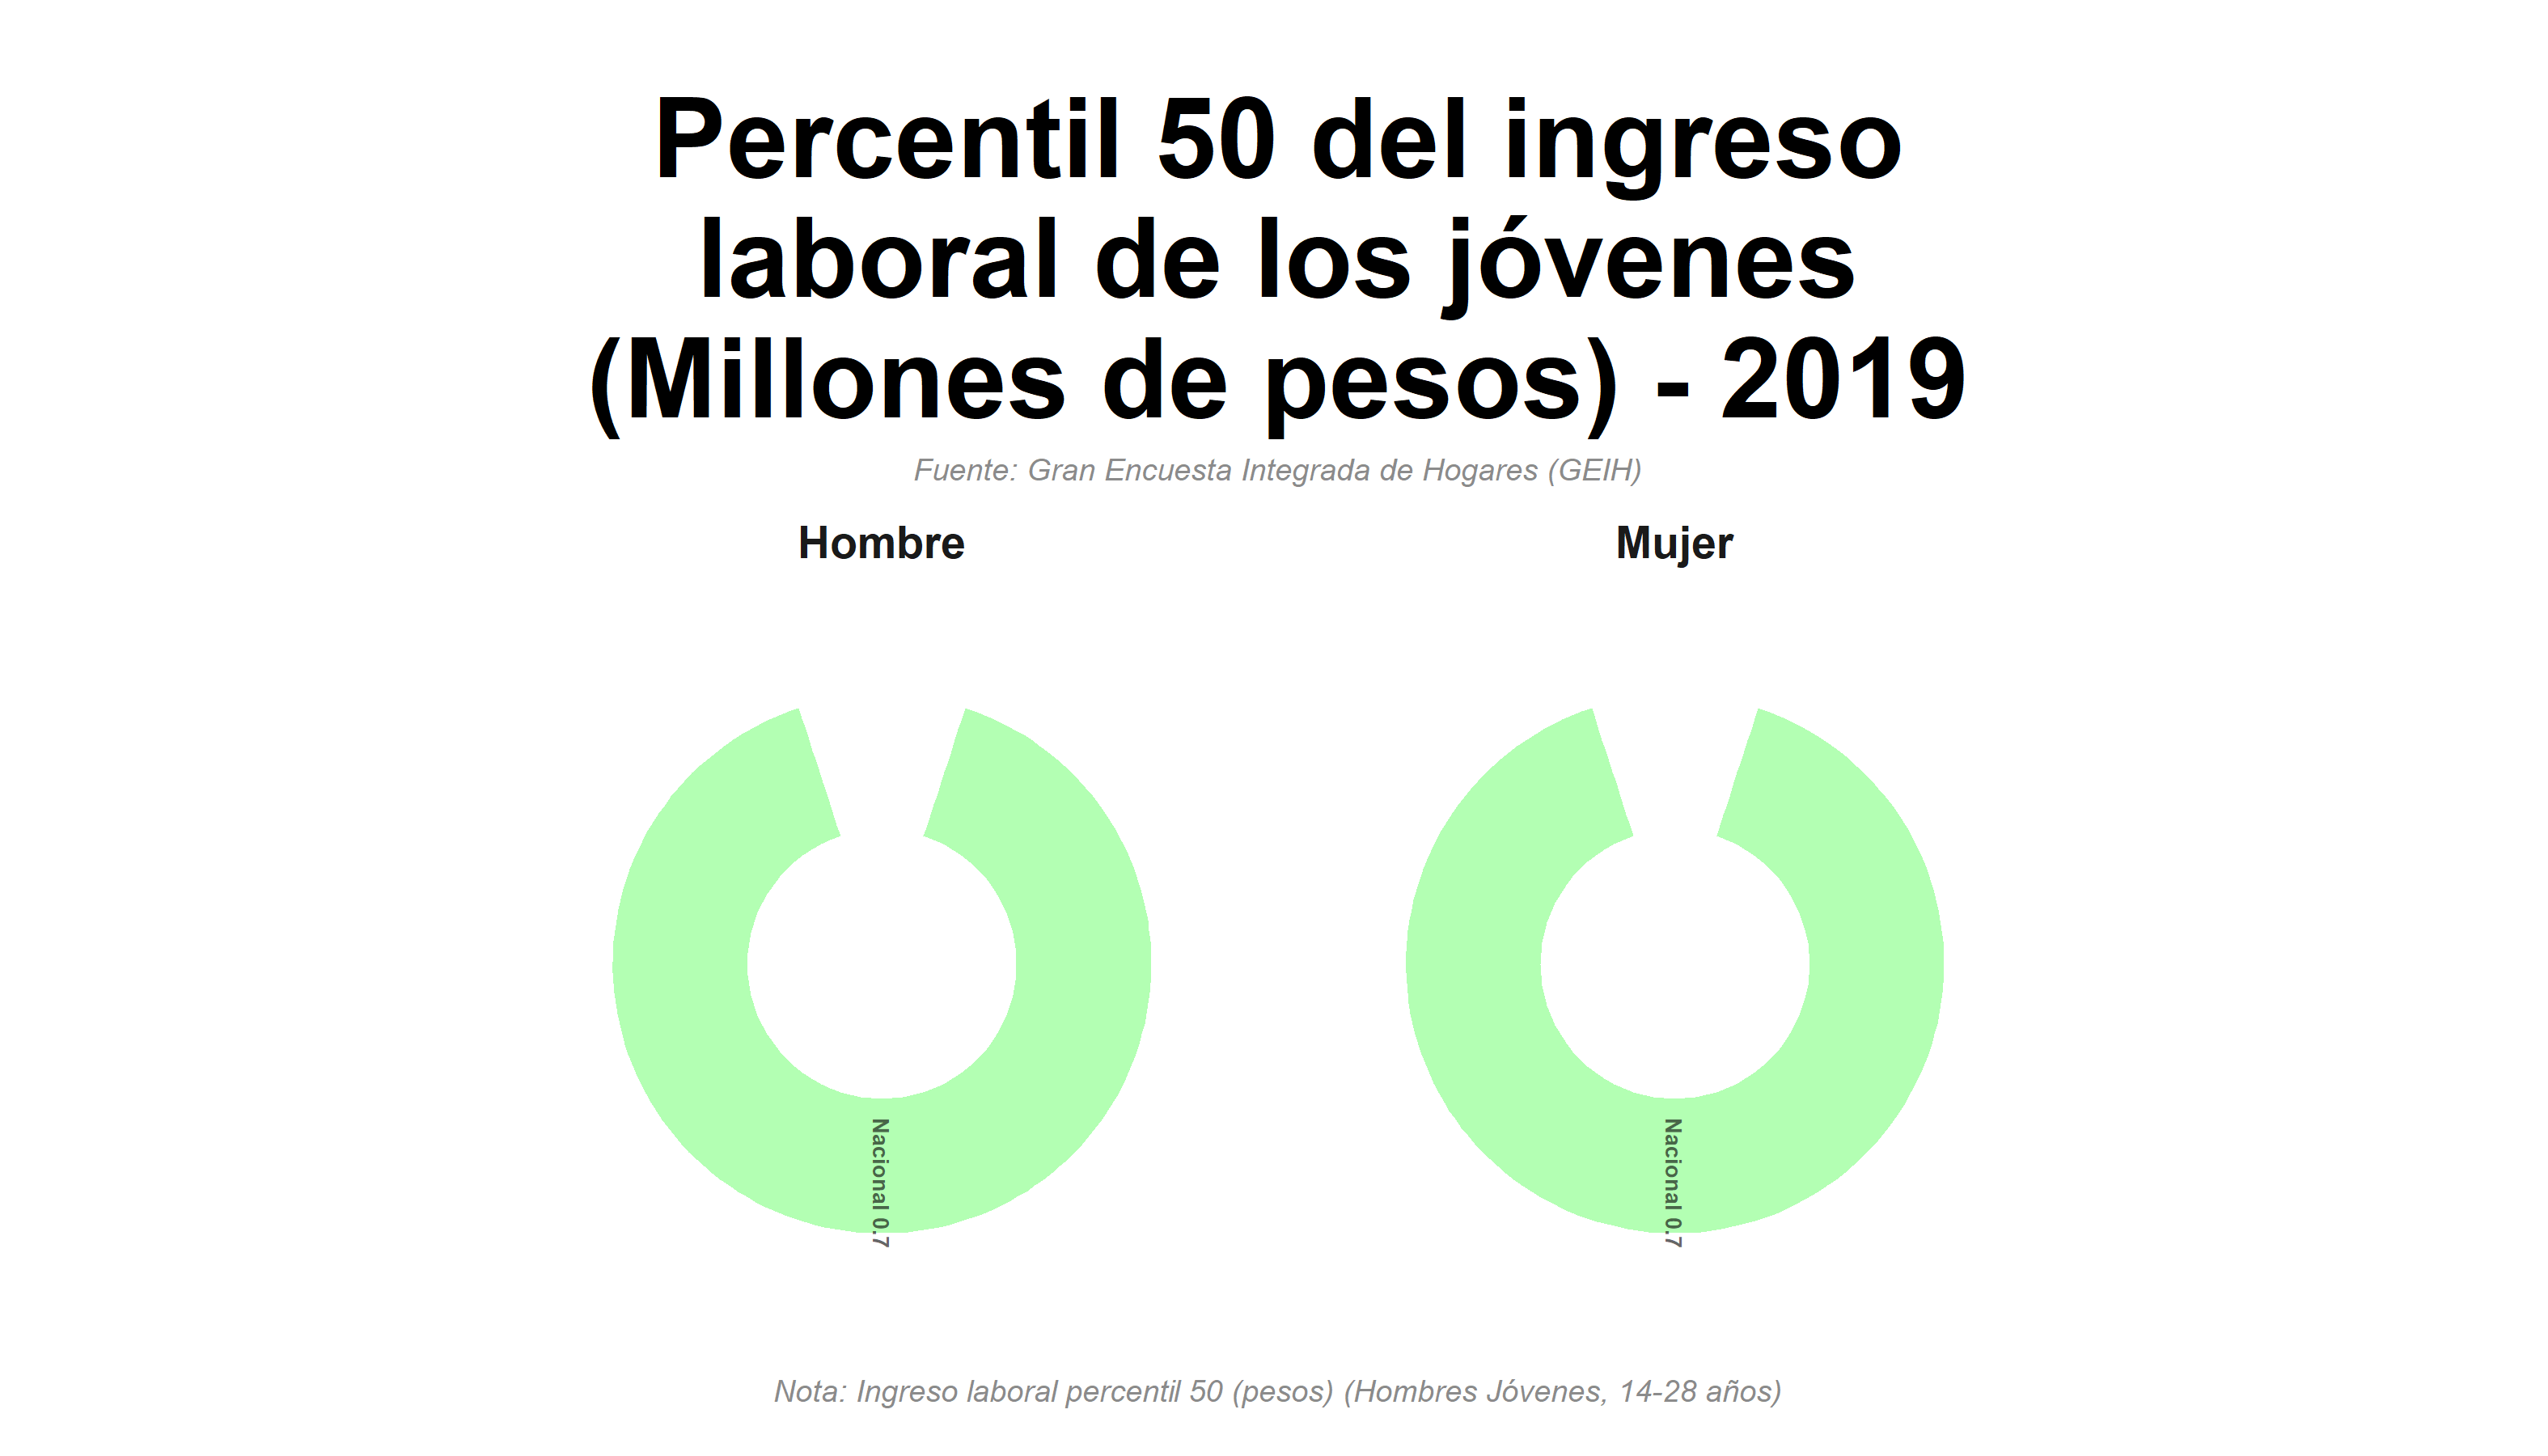 Percentil 50 del ingreso
laboral de los jóvenes
(Millones de pesos) - 2019
Fuente: Gran Encuesta Integrada de Hogares (GEIH)
Hombre
Mujer
Nacional 0.7
Nacional 0.7
Nota: Ingreso laboral percentil 50 (pesos) (Hombres Jóvenes, 14-28 años)